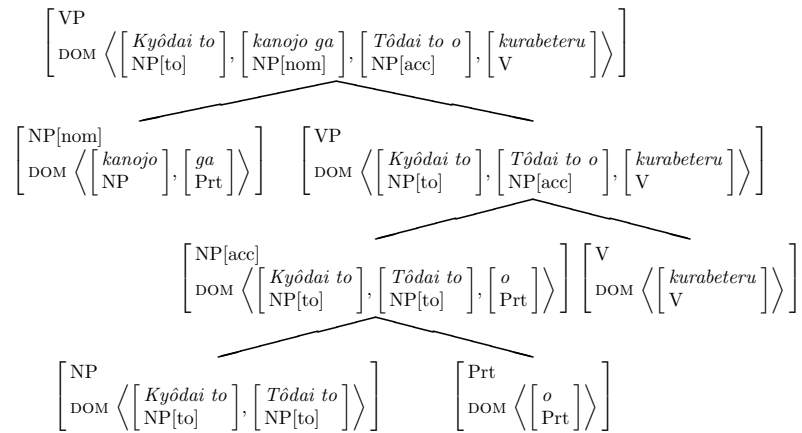 VP
DOM ⟨[Kyôdai to NP[to]], [kanojo ga NP[nom]], [Tôdai to o NP[acc]], [kurabeteru V]⟩
NP[nom]
DOM ⟨[kanojo NP], [ga Prt]⟩
VP
DOM ⟨[Kyôdai to NP[to]], [Tôdai to o NP[acc]], [kurabeteru V]⟩
NP[acc]
DOM ⟨[Kyôdai to NP[to]], [Tôdai to NP[to]], [o Prt]⟩
V
DOM ⟨[kurabeteru V]⟩
NP
DOM ⟨[Kyôdai to NP[to]], [Tôdai to NP[to]]⟩
Prt
DOM ⟨[o Prt]⟩